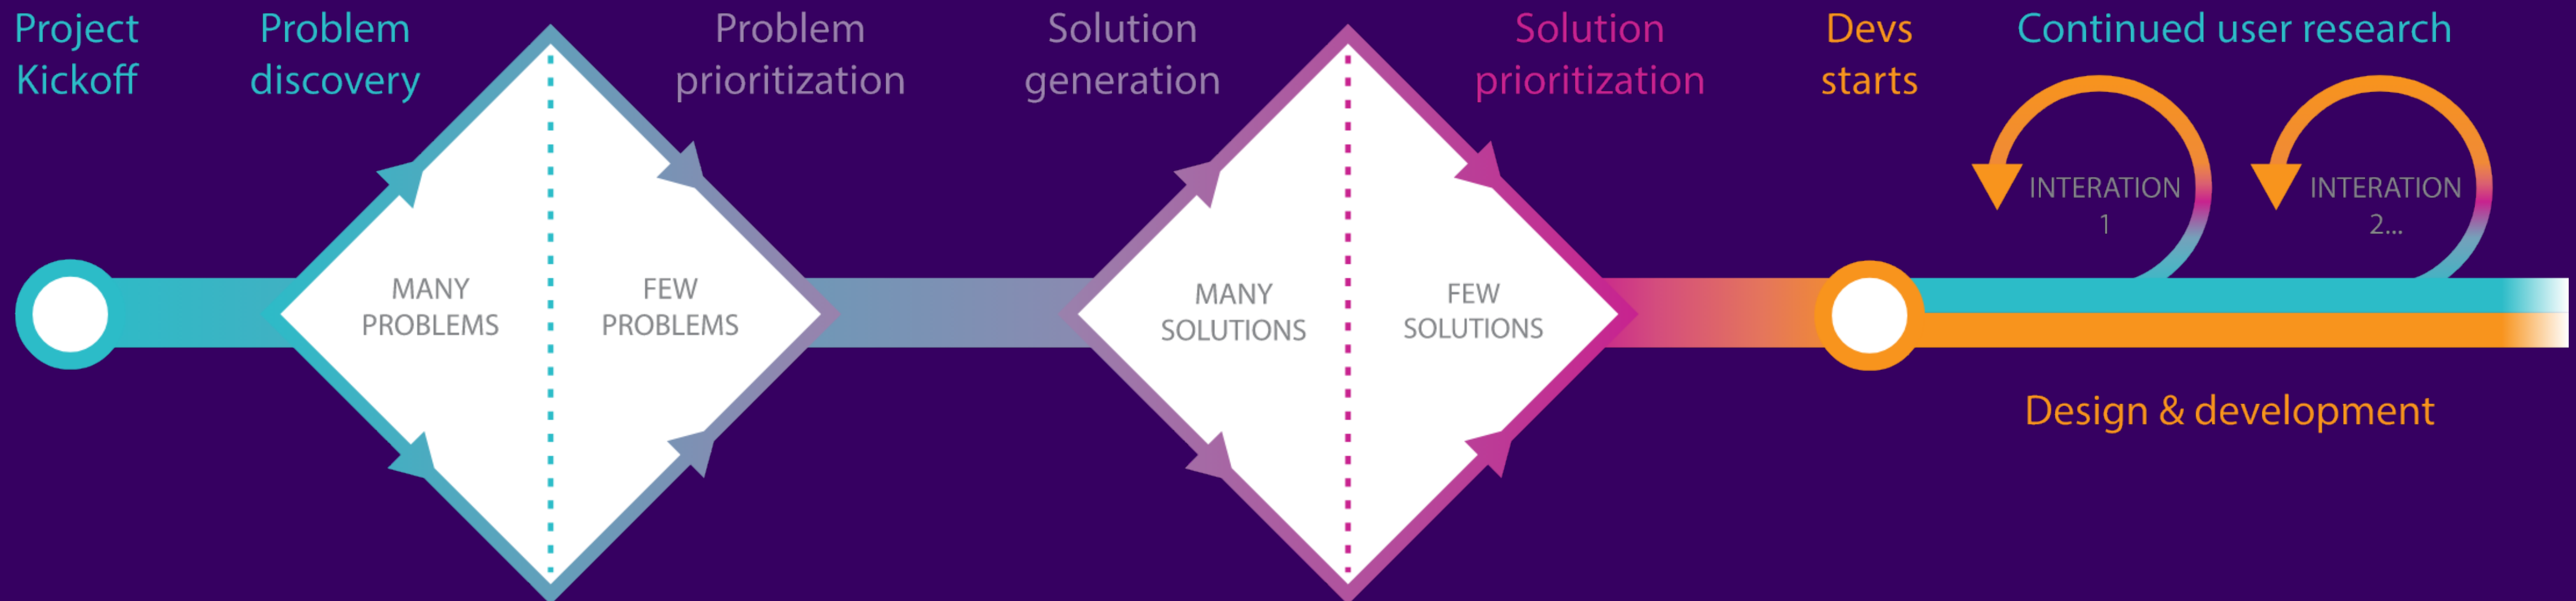 Project
Kickoff
Problem
discovery
Problem
prioritization
Solution
generation
Solution
prioritization
Devs
starts
Continued user research
MANY
PROBLEMS
FEW
PROBLEMS
MANY
SOLUTIONS
FEW
SOLUTIONS
INTERATION
1
INTERATION
2...
Design & development